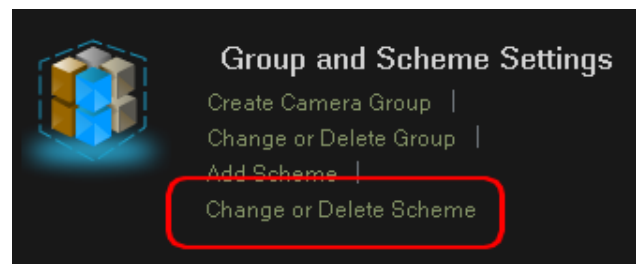 Group and Scheme Settings
Create Camera Group |
Change or Delete Group |
Add Scheme |
Change or Delete Scheme